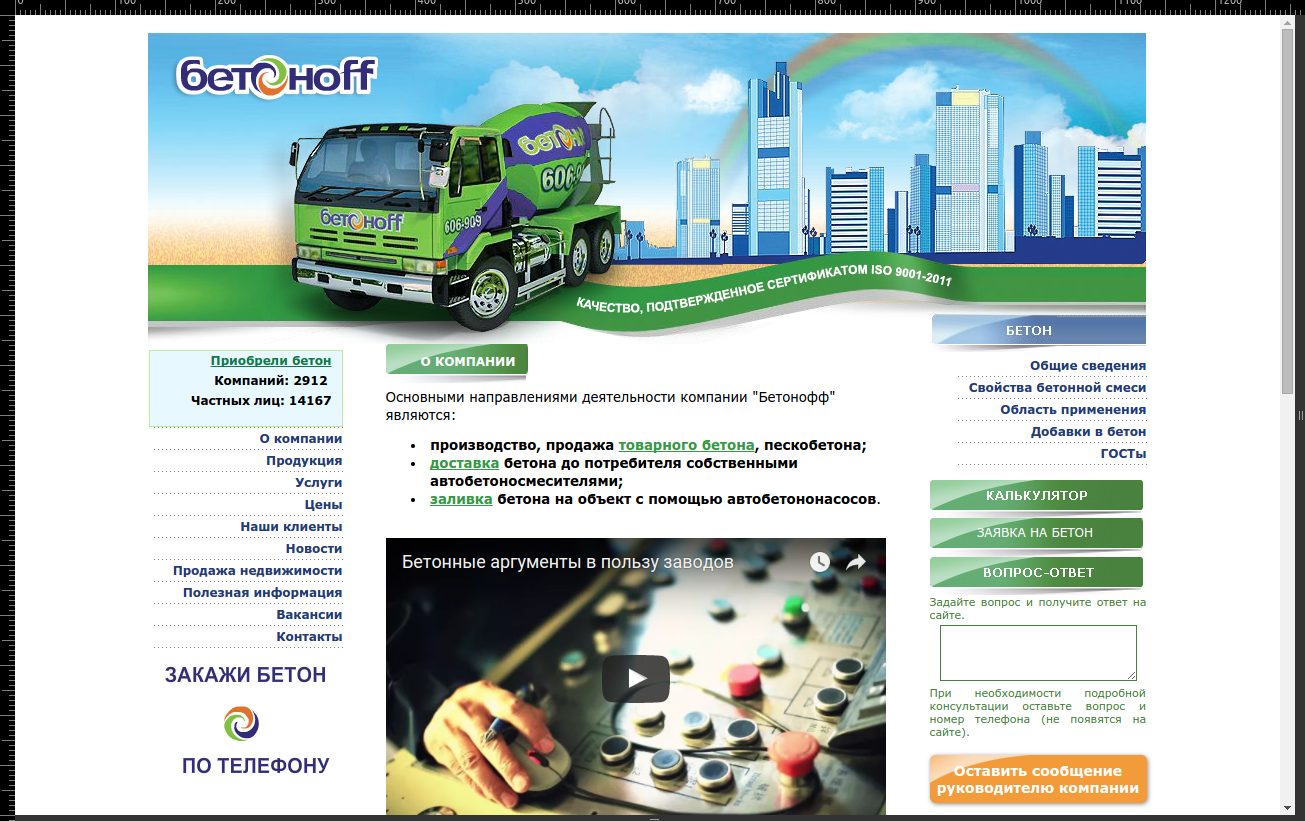 0 100 200 300 400 500 600 700 800 900 1000 1100 1200
бетоноff
бетон
606-9
бетоноff
606-909
КАЧЕСТВО, ПОДТВЕРЖДЕННОЕ СЕРТИФИКАТОМ ISO 9001-2011
Приобрели бетон
Компаний: 2912
Частных лиц: 14167
О компании
Продукция
Услуги
Цены
Наши клиенты
Новости
Продажа недвижимости
Полезная информация
Вакансии
Контакты
ЗАКАЖИ БЕТОН
ПО ТЕЛЕФОНУ
О КОМПАНИИ
Основными направлениями деятельности компании "Бетонофф"
являются:
• производство, продажа товарного бетона, пескобетона;
• доставка бетона до потребителя собственными
автобетоносмесителями;
• заливка бетона на объект с помощью автобетононасосов.
Бетонные аргументы в пользу заводов
БЕТОН
Общие сведения
Свойства бетонной смеси
Область применения
Добавки в бетон
ГОСТы
КАЛЬКУЛЯТОР
ЗАЯВКА НА БЕТОН
ВОПРОС-ОТВЕТ
Задайте вопрос и получите ответ на
сайте.
При необходимости подробной
консультации оставьте вопрос и
номер телефона (не появятся на
сайте).
Оставить сообщение
руководителю компании